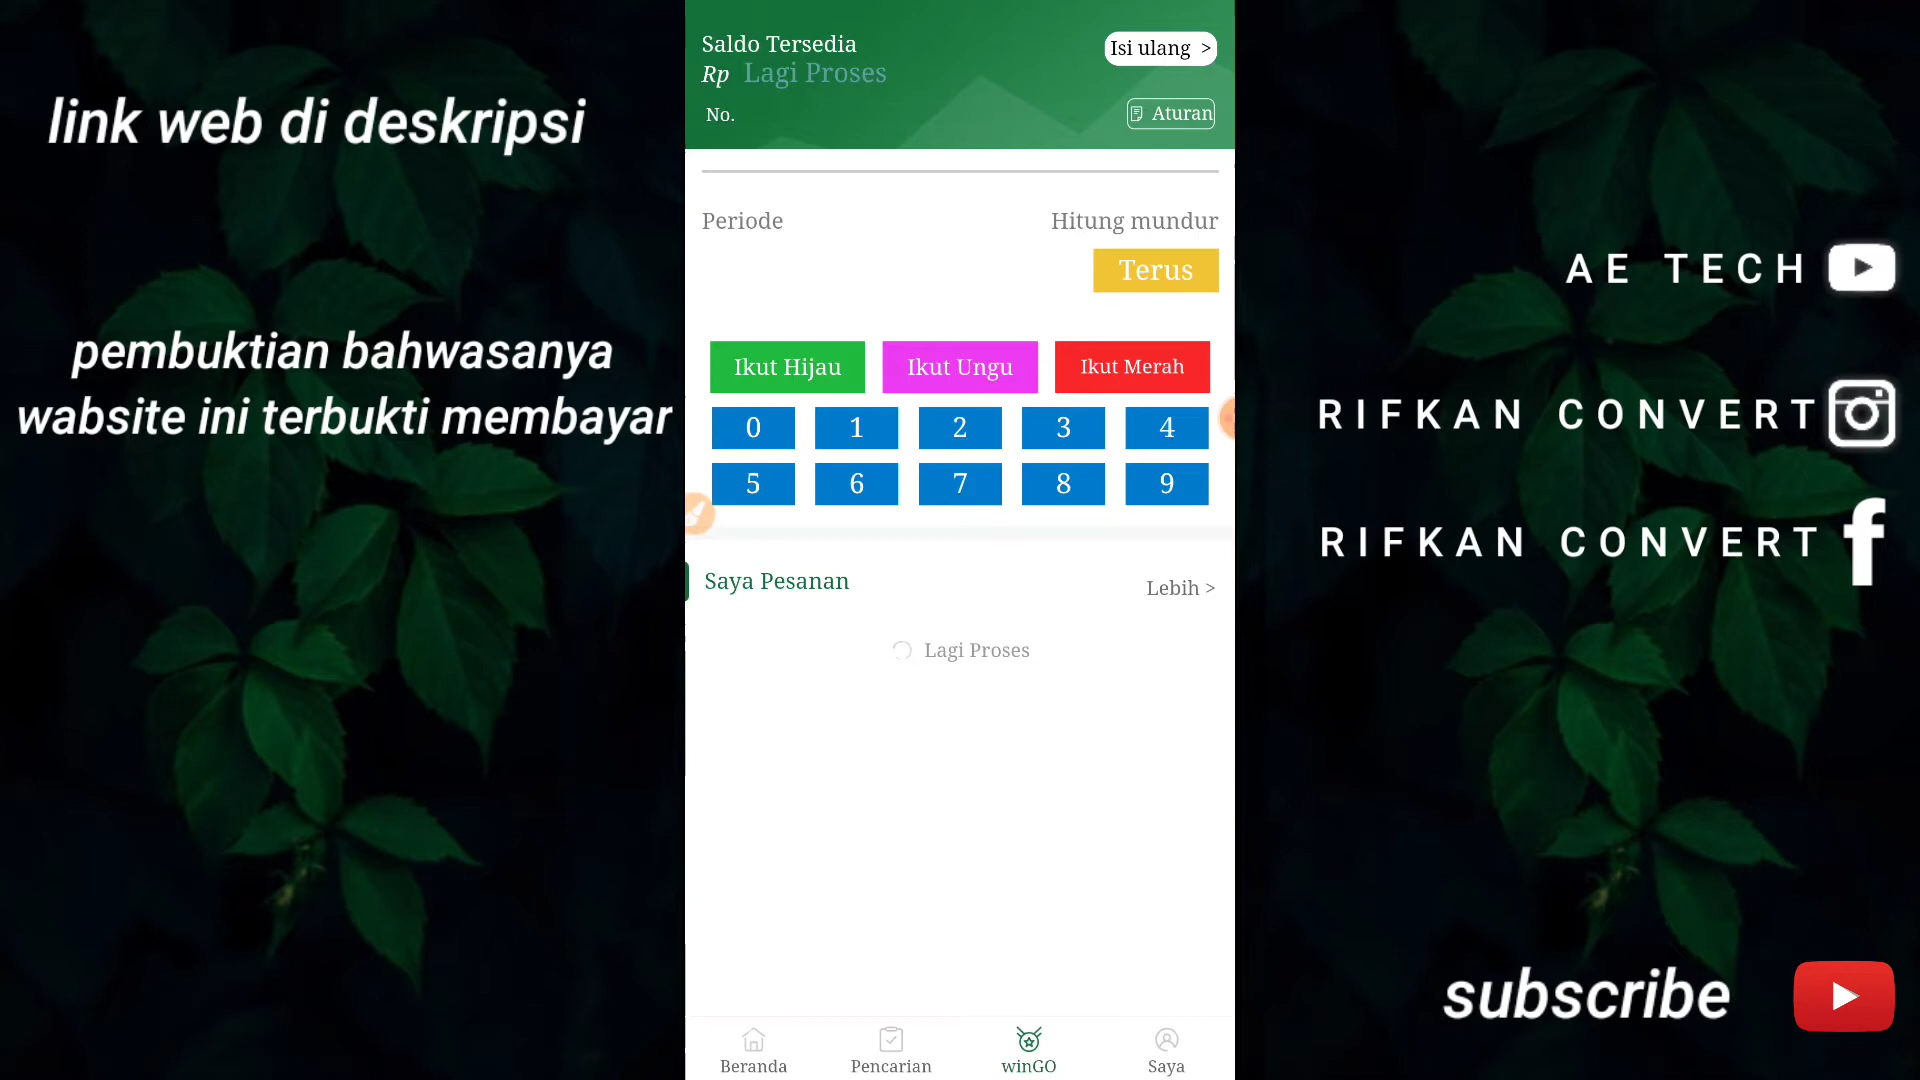 link web di deskripsi
pembuktian bahwasanya
wabsite ini terbukti membayar
Saldo Tersedia
Rp Lagi Proses
Isi ulang >
No.
Aturan
Periode
Hitung mundur
Terus
Ikut Hijau
Ikut Ungu
Ikut Merah
0 1 2 3 4
5 6 7 8 9
Saya Pesanan
Lebih >
Lagi Proses
Beranda
Pencarian
winGO
Saya
AE TECH
RIFKAN CONVERT
RIFKAN CONVERT
subscribe